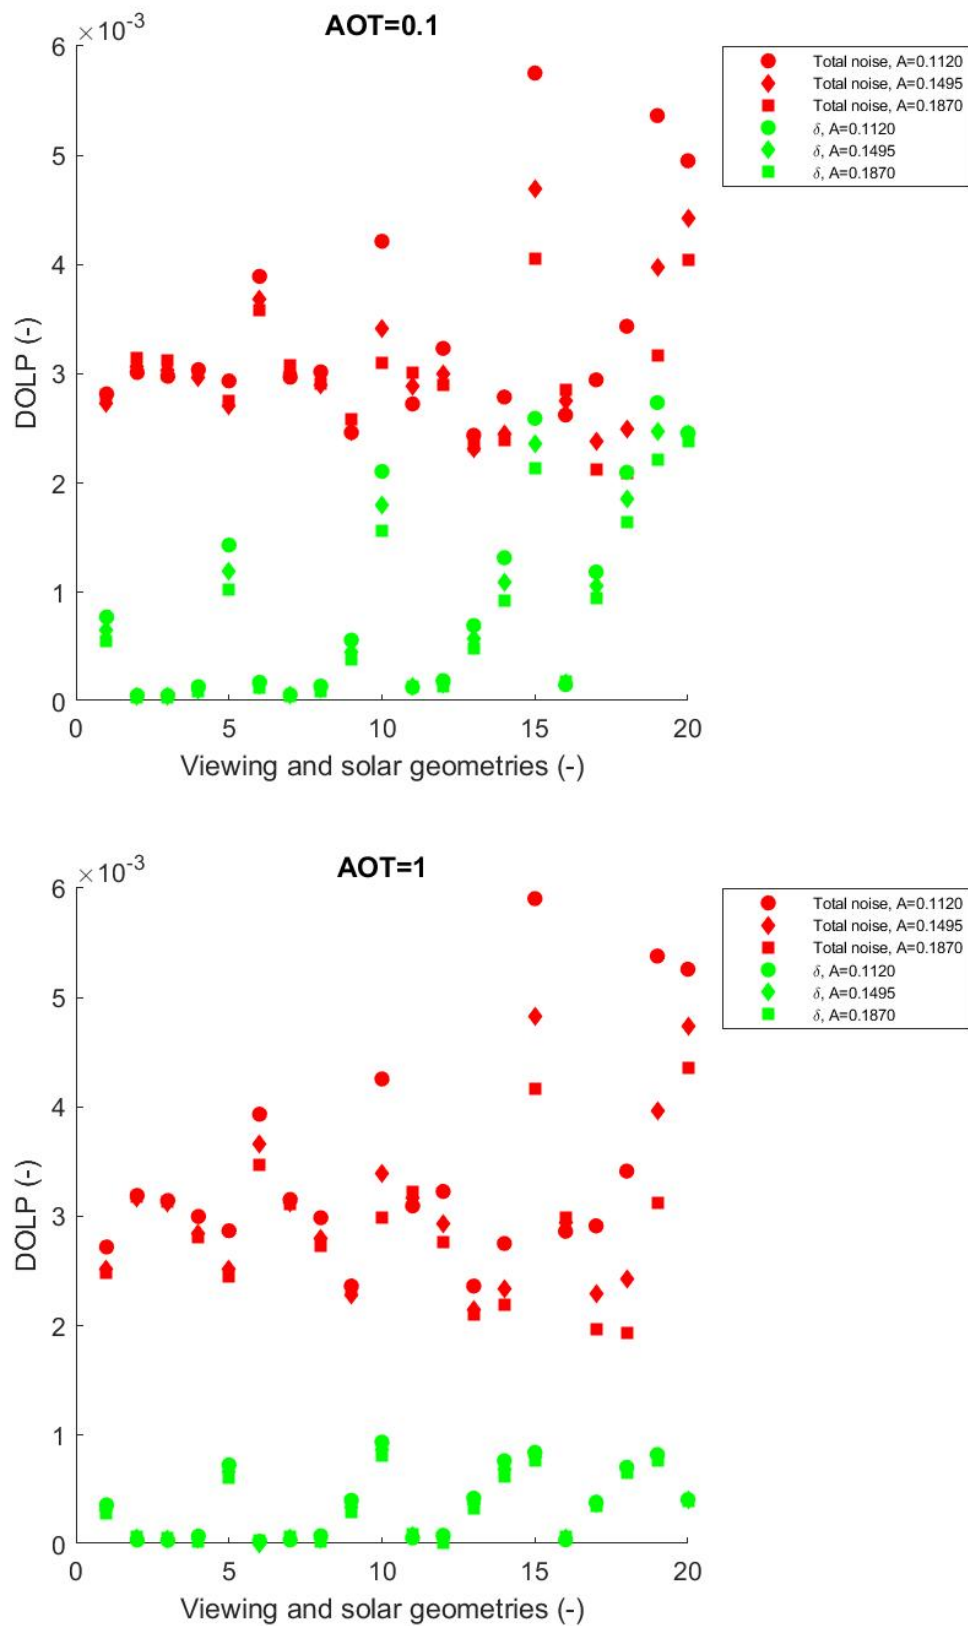 AOT=0.1
×10⁻³
6
5
4
3
2
1
0
DOLP (-)
0 5 10 15 20
Viewing and solar geometries (-)
Total noise, A=0.1120
Total noise, A=0.1495
Total noise, A=0.1870
δ, A=0.1120
δ, A=0.1495
δ, A=0.1870
AOT=1
×10⁻³
6
5
4
3
2
1
0
DOLP (-)
0 5 10 15 20
Viewing and solar geometries (-)
Total noise, A=0.1120
Total noise, A=0.1495
Total noise, A=0.1870
δ, A=0.1120
δ, A=0.1495
δ, A=0.1870